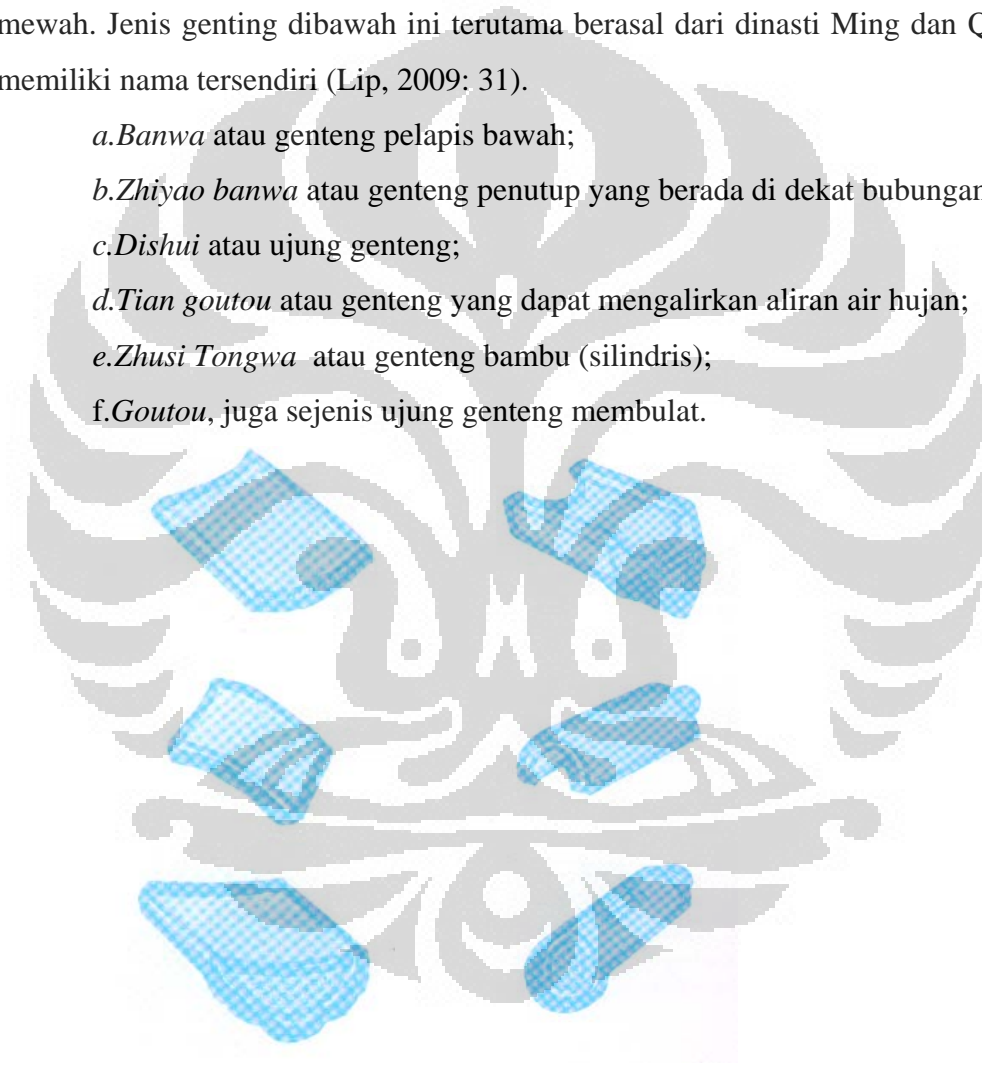 mewah. Jenis genting dibawah ini terutama berasal dari dinasti Ming dan Q
memiliki nama tersendiri (Lip, 2009: 31).
a.Banwa atau genteng pelapis bawah;
b.Zhiyao banwa atau genteng penutup yang berada di dekat bubungan
c.Dishui atau ujung genteng;
d.Tian goutou atau genteng yang dapat mengalirkan aliran air hujan;
e.Zhusi Tongwa atau genteng bambu (silindris);
f.Goutou, juga sejenis ujung genteng membulat.